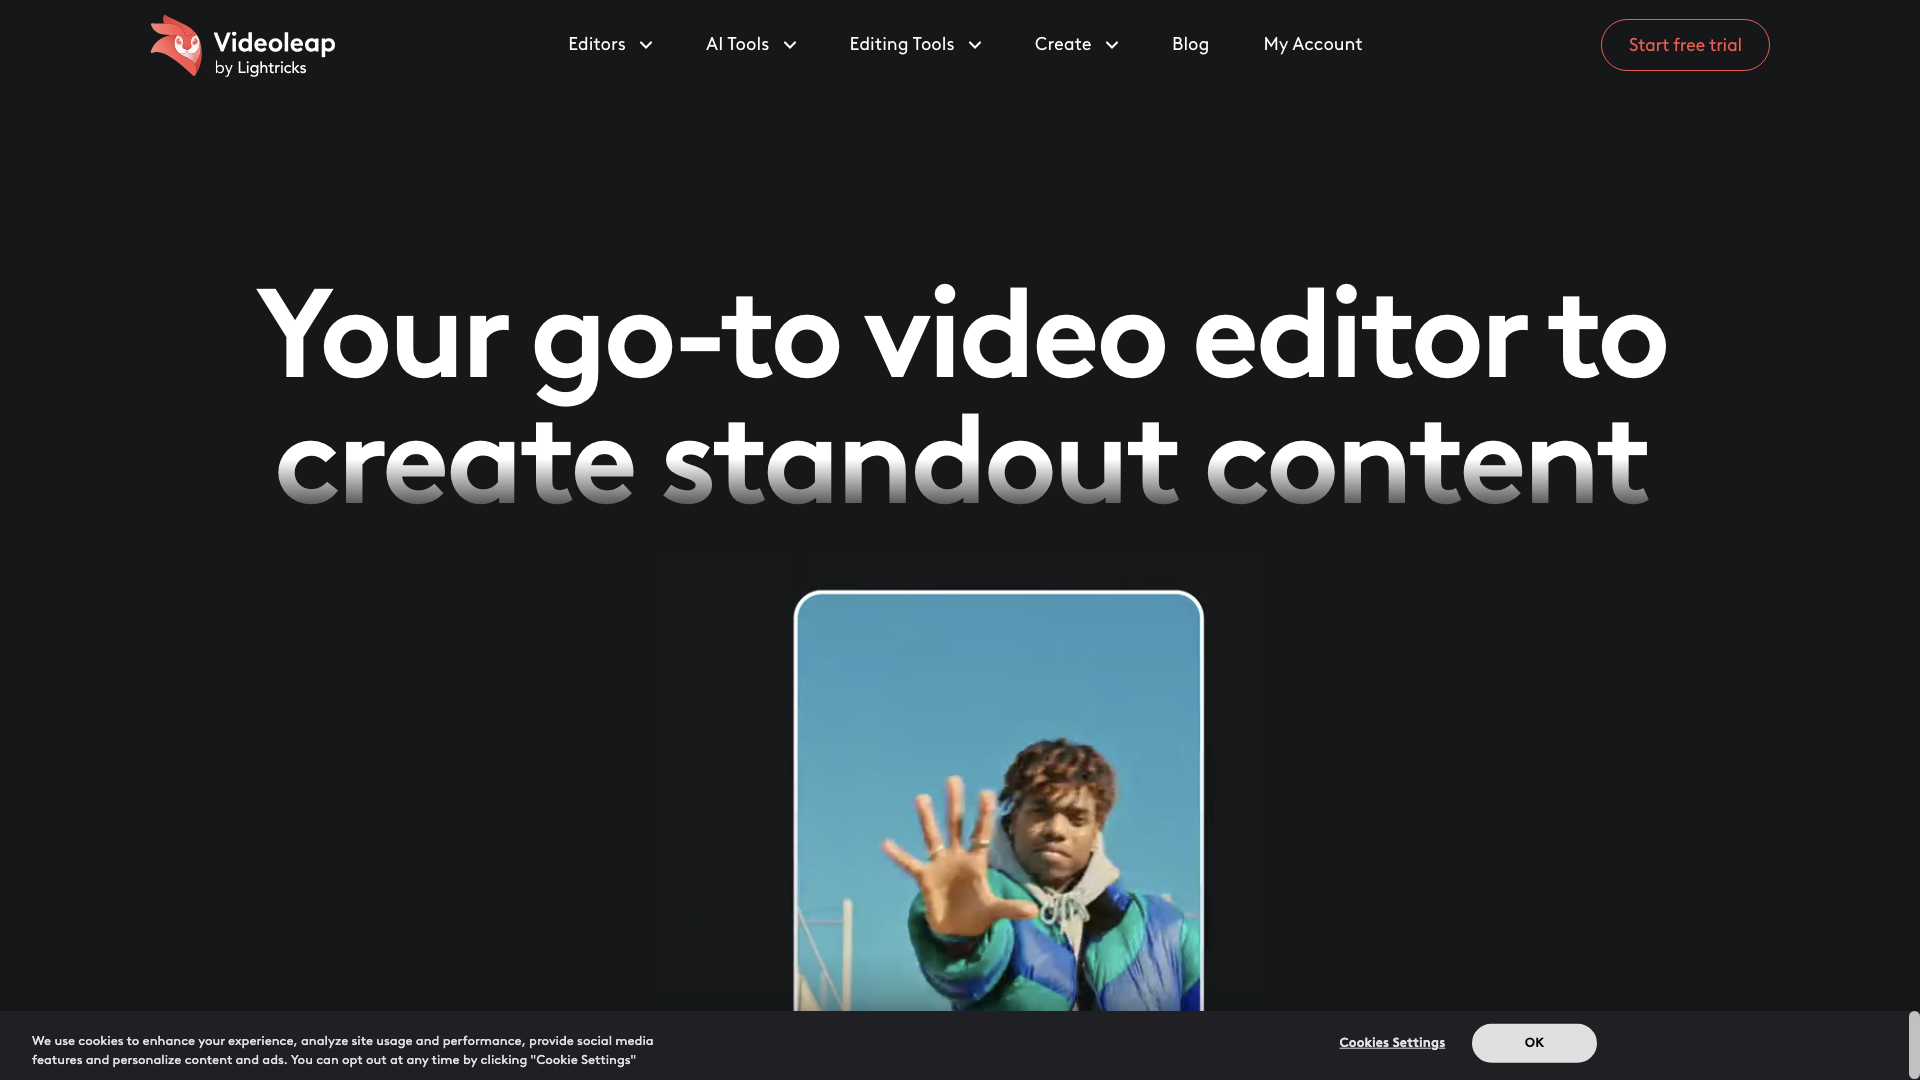 Videoleap
by Lightricks
Editors
AI Tools
Editing Tools
Create
Blog
My Account
Start free trial
Your go-to video editor to
create standout content
We use cookies to enhance your experience, analyze site usage and performance, provide social media
features and personalize content and ads. You can opt out at any time by clicking "Cookie Settings"
Cookies Settings
OK